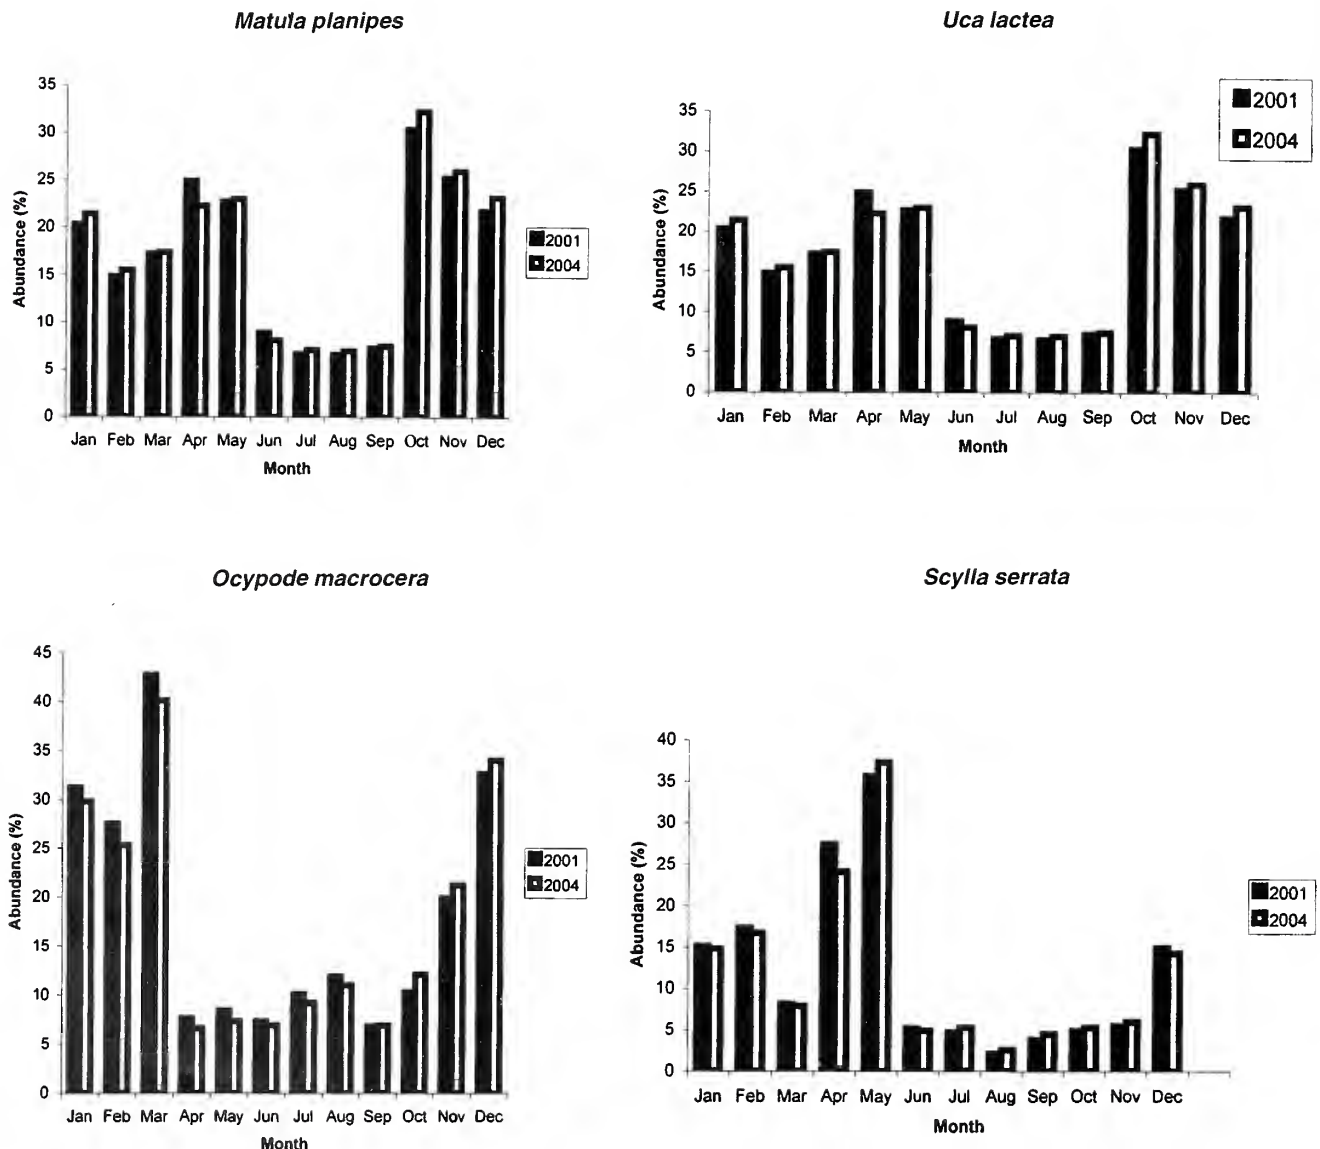 Matula planipes
Abundance (%)
35
30
25
20
15
10
5
0
Jan Feb Mar Apr May Jun Jul Aug Sep Oct Nov Dec
Month
2001
2004
Uca lactea
Abundance (%)
35
30
25
20
15
10
5
0
Jan Feb Mar Apr May Jun Jul Aug Sep Oct Nov Dec
Month
2001
2004
Ocypode macrocera
Abundance (%)
45
40
35
30
25
20
15
10
5
0
Jan Feb Mar Apr May Jun Jul Aug Sep Oct Nov Dec
Month
2001
2004
Scylla serrata
Abundance (%)
40
35
30
25
20
15
10
5
0
Jan Feb Mar Apr May Jun Jul Aug Sep Oct Nov Dec
Month
2001
2004